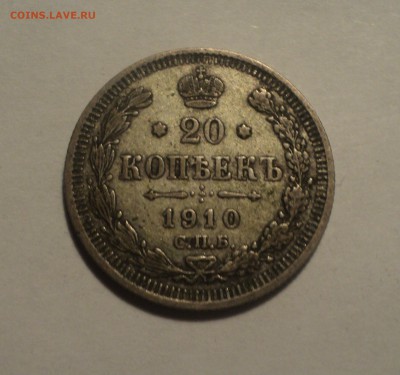 COINS.LAVE.RU
* 20 *
КОПѢЕКЪ
1910
С.П.Б.